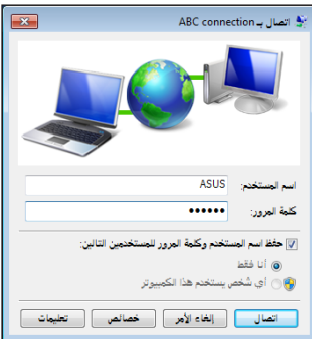 اتصال بـ ABC connection
اسم المستخدم: ASUS
كلمة المرور: ••••••
حفظ اسم المستخدم وكلمة المرور للمستخدمين التالين:
أنا فقط
أي شخص يستخدم هذا الكمبيوتر
اتصال إلغاء الأمر خصائص تعليمات